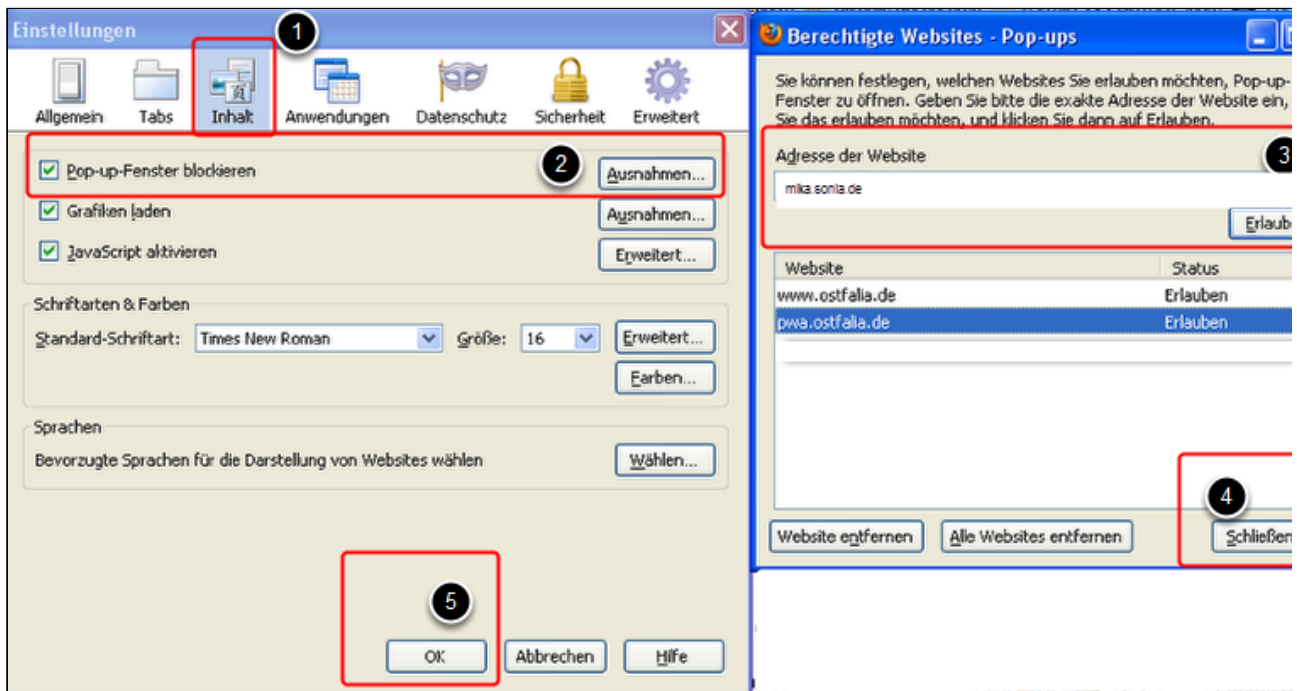 Einstellungen
1
Allgemein Tabs Inhalt Anwendungen Datenschutz Sicherheit Erweitert
Pop-up-Fenster blockieren 2 Ausnahmen...
Grafiken laden Ausnahmen...
JavaScript aktivieren Erweitert...
Schriftarten & Farben
Standard-Schriftart: Times New Roman Größe: 16 Erweitert...
Farben...
Sprachen
Bevorzugte Sprachen für die Darstellung von Websites wählen Wählen...
5
OK Abbrechen Hilfe
Berechtigte Websites - Pop-ups
Sie können festlegen, welchen Websites Sie erlauben möchten, Pop-up-
Fenster zu öffnen. Geben Sie bitte die exakte Adresse der Website ein,
Sie das erlauben möchten, und klicken Sie dann auf Erlauben.
Adresse der Website 3
mika.sonia.de
Erlaub
Website Status
www.ostfalia.de Erlauben
pwa.ostfalia.de Erlauben
4
Website entfernen Alle Websites entfernen Schließen